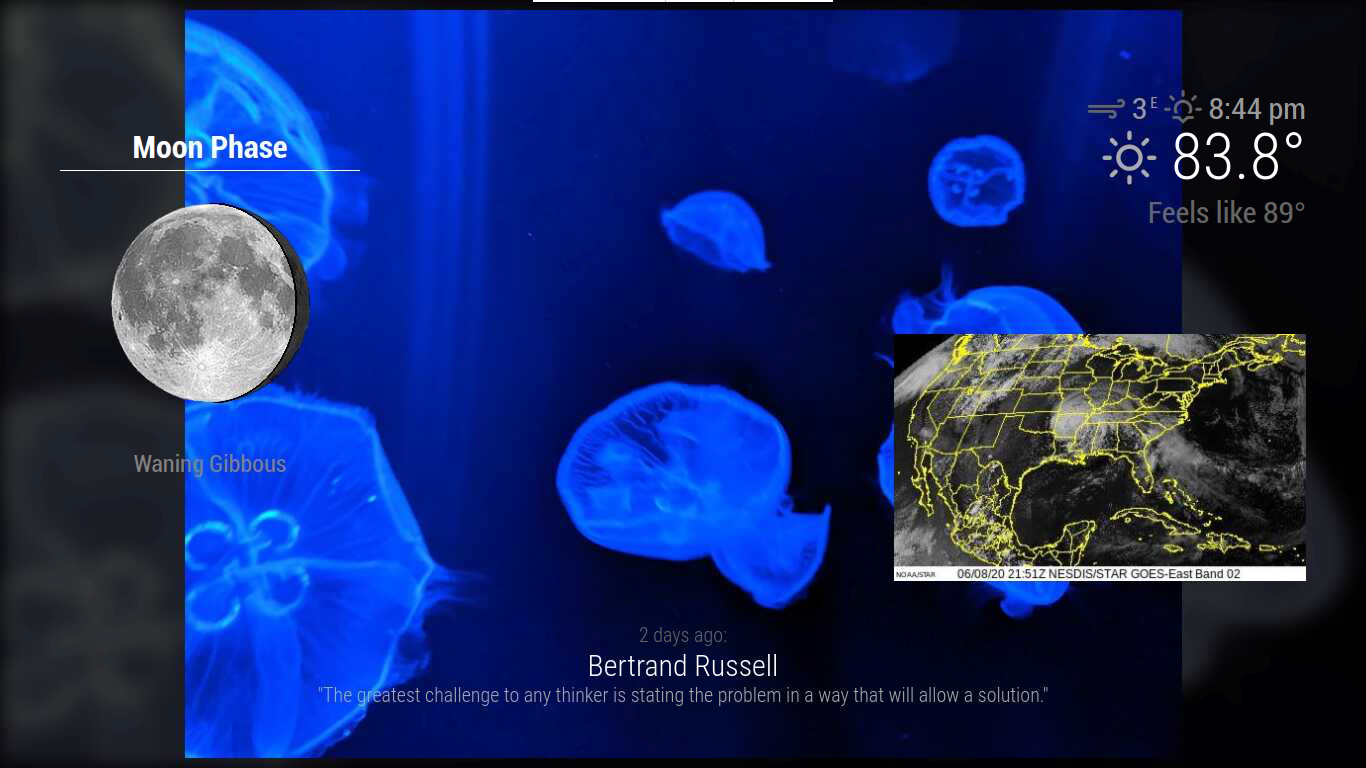 3 E 8:44 pm
Moon Phase
83.8°
Feels like 89°
Waning Gibbous
NOAA/STAR 06/08/20 21:51Z NESDIS/STAR GOES-East Band 02
2 days ago:
Bertrand Russell
"The greatest challenge to any thinker is stating the problem in a way that will allow a solution."